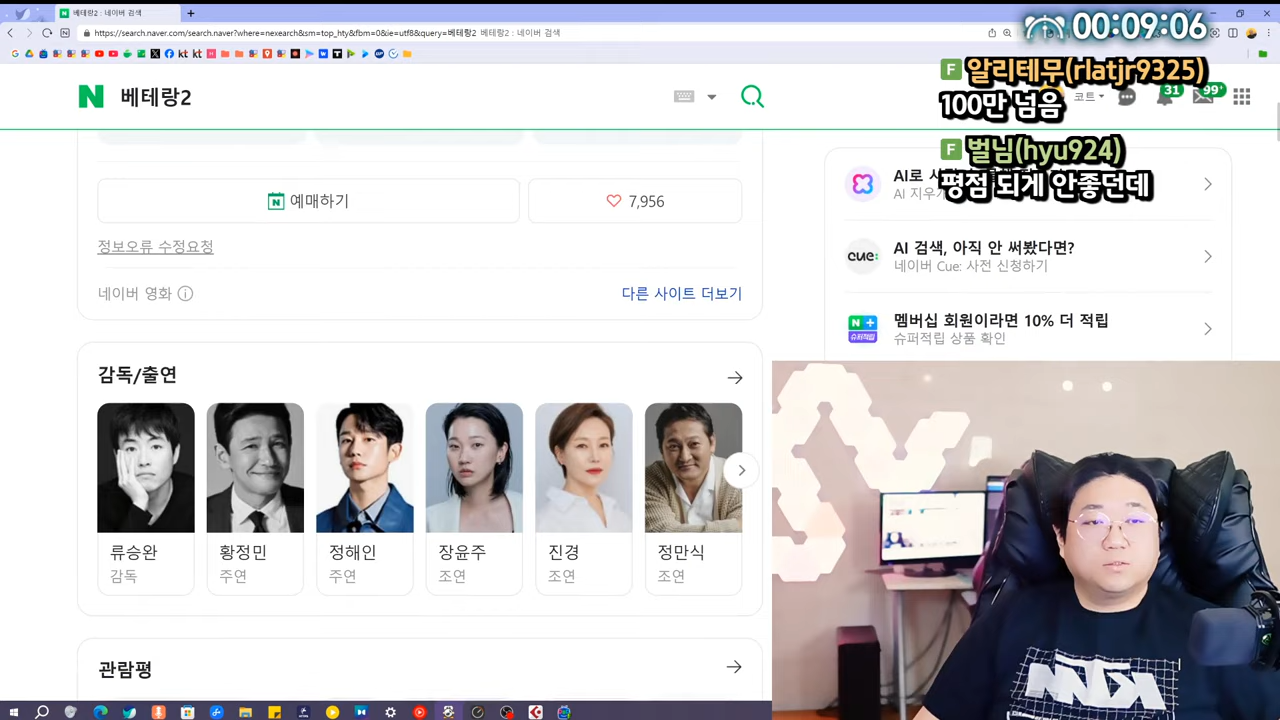 베테랑2 : 네이버 검색
https://search.naver.com/search.naver?where=nexearch&sm=top_hty&fbm=0&ie=utf8&query=베테랑2 베테랑2 : 네이버 검색
00:09:06
N 베테랑2
코트
31
99+
F 알리테무(rlatjr9325)
100만 넘음
F 벌님(hyu924)
평점 되게 안좋던데
예매하기
7,956
정보오류 수정요청
네이버 영화
다른 사이트 더보기
AI로
AI 지우
cue:
AI 검색, 아직 안 써봤다면?
네이버 Cue: 사전 신청하기
N +
슈퍼적립
멤버십 회원이라면 10% 더 적립
슈퍼적립 상품 확인
감독/출연
류승완
감독
황정민
주연
정해인
주연
장윤주
조연
진경
조연
정만식
조연
관람평